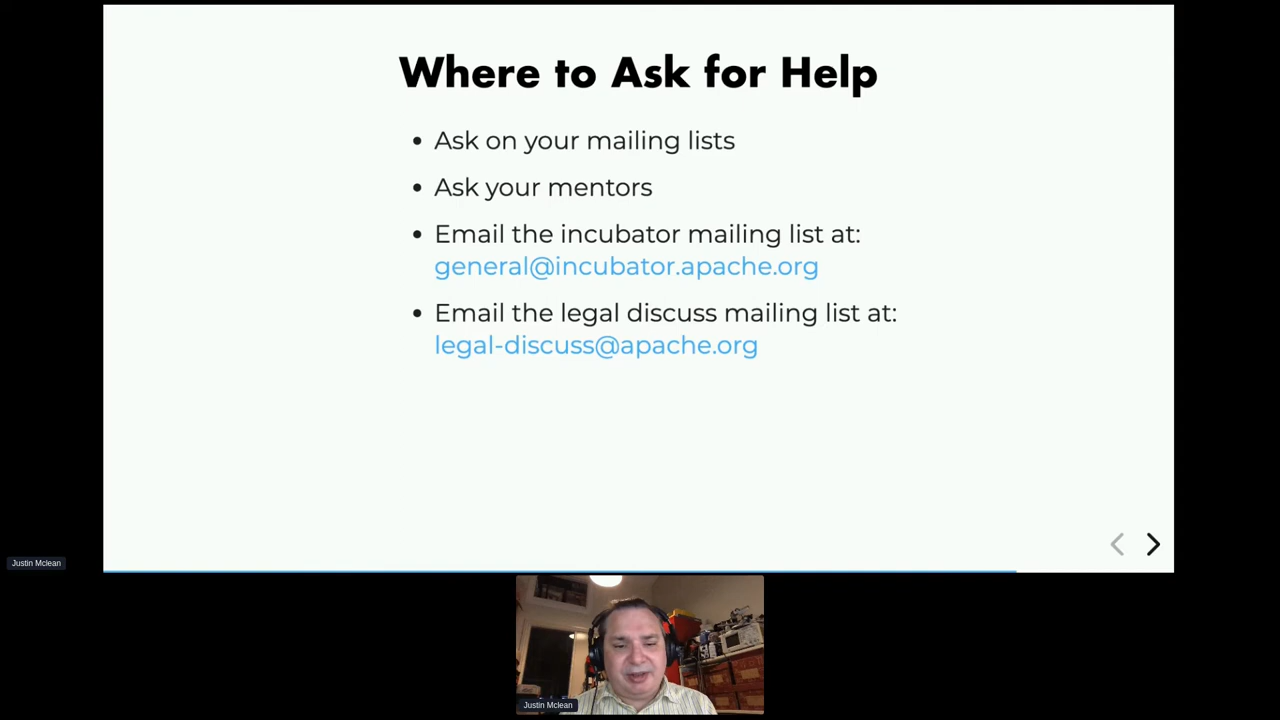 Where to Ask for Help
• Ask on your mailing lists
• Ask your mentors
• Email the incubator mailing list at:
general@incubator.apache.org
• Email the legal discuss mailing list at:
legal-discuss@apache.org
Justin Mclean
Justin Mclean